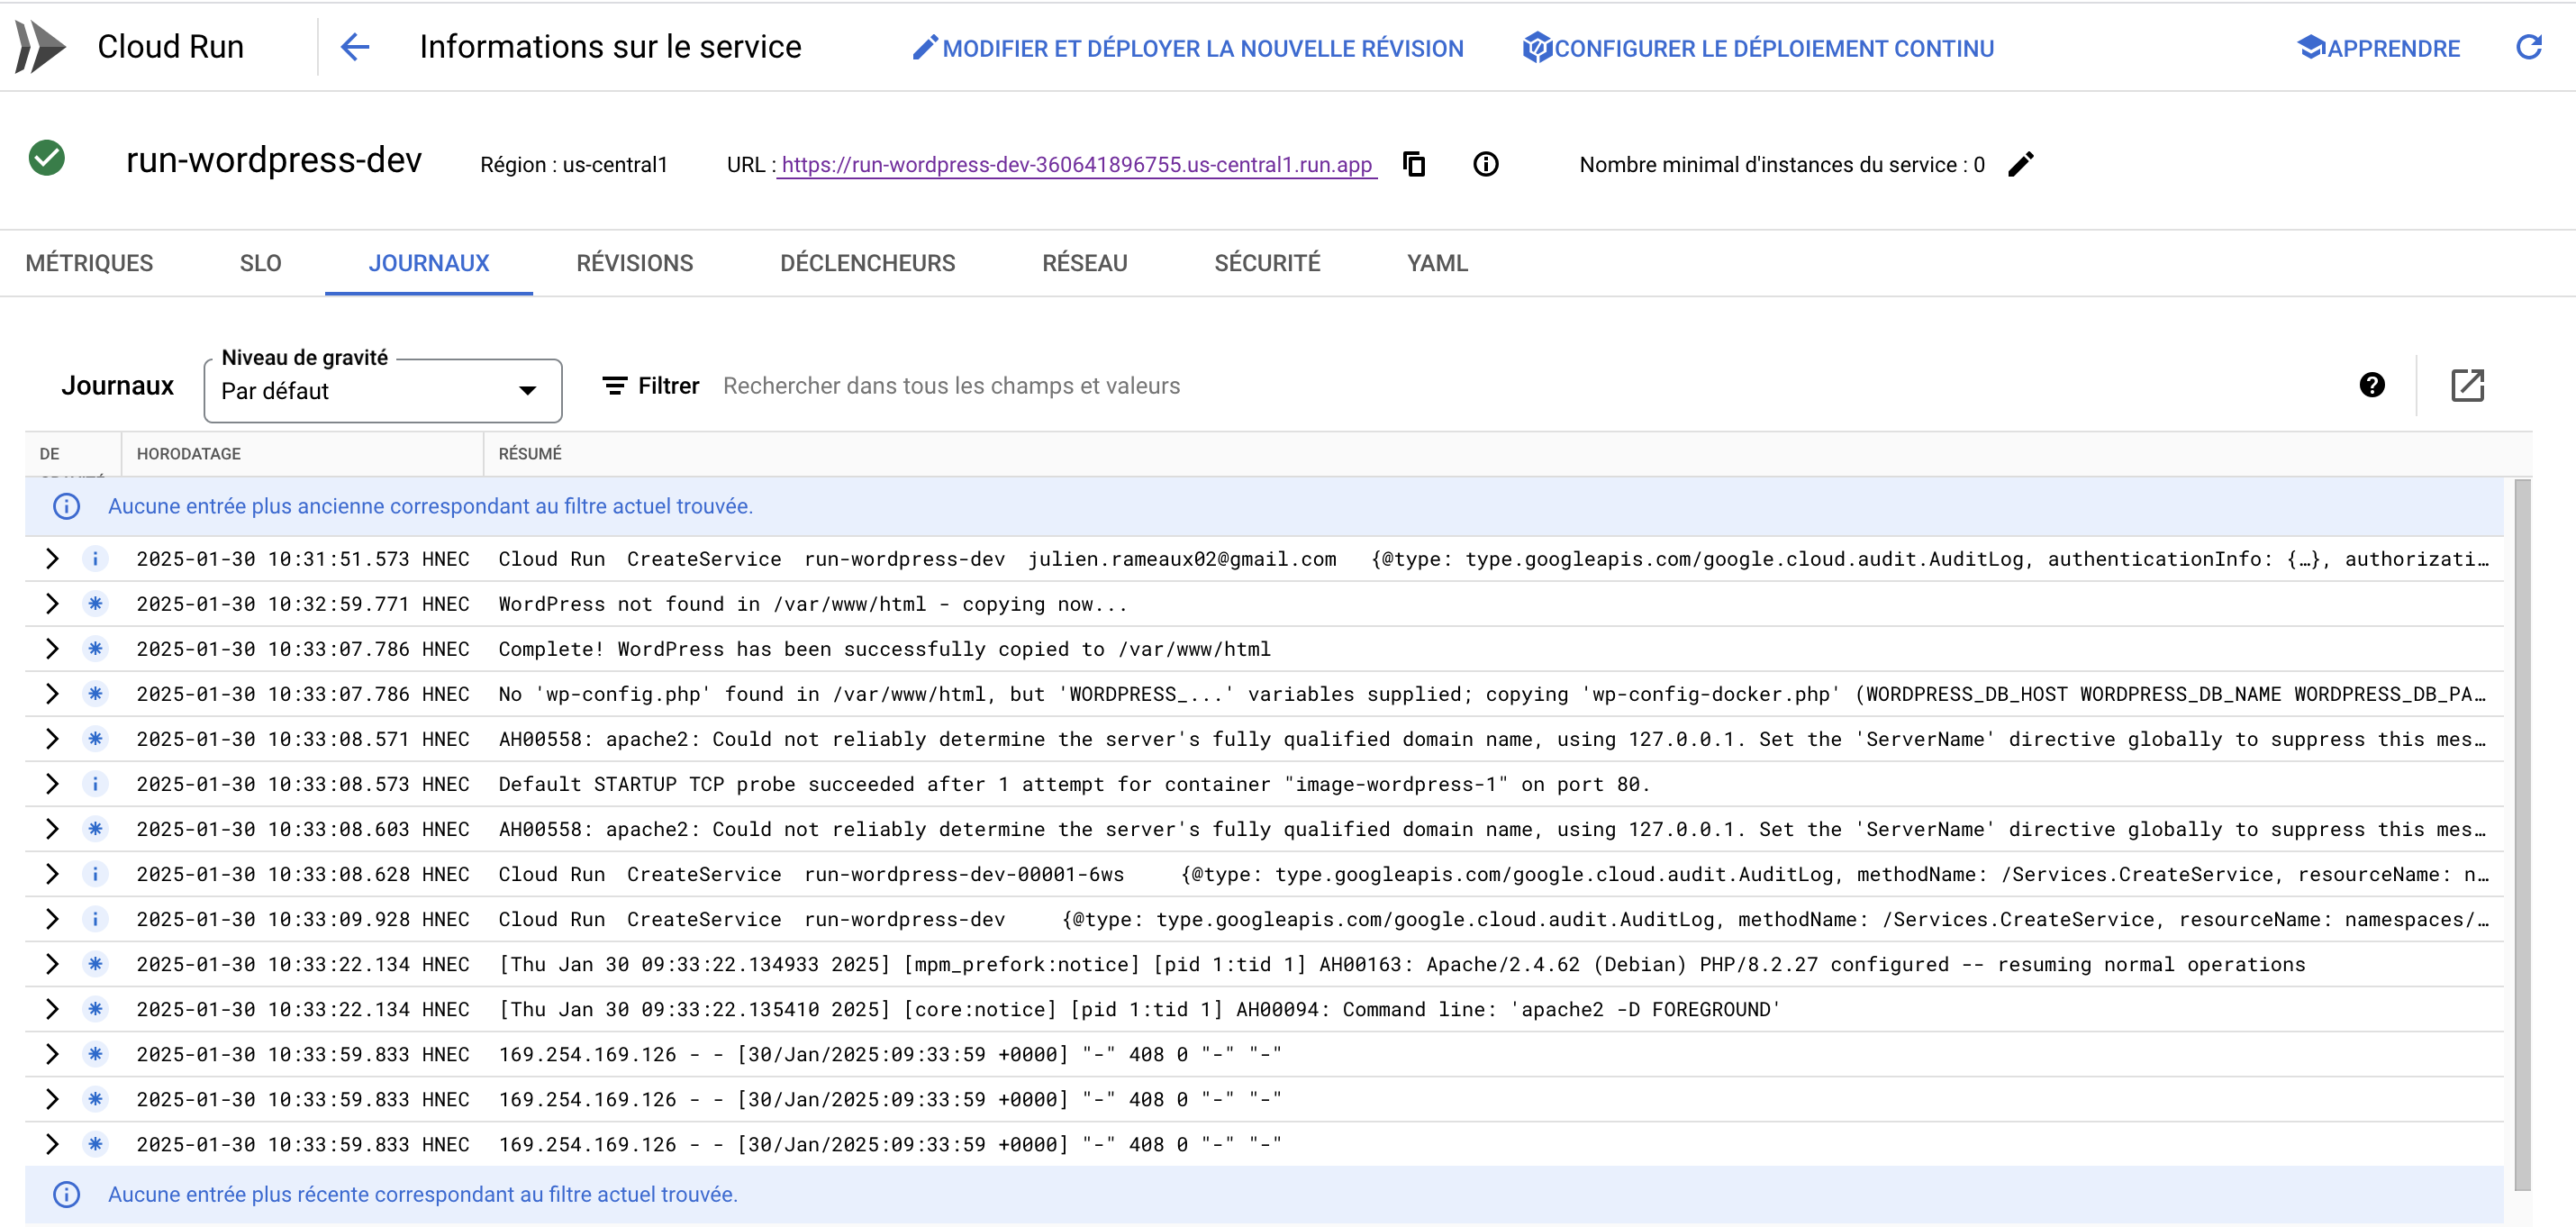 Cloud Run
Informations sur le service
MODIFIER ET DÉPLOYER LA NOUVELLE RÉVISION
CONFIGURER LE DÉPLOIEMENT CONTINU
APPRENDRE
run-wordpress-dev
Région : us-central1
URL : https://run-wordpress-dev-360641896755.us-central1.run.app
Nombre minimal d'instances du service : 0
MÉTRIQUES SLO JOURNAUX RÉVISIONS DÉCLENCHEURS RÉSEAU SÉCURITÉ YAML
Niveau de gravité
Journaux Par défaut Filtrer Rechercher dans tous les champs et valeurs
DE HORODATAGE RÉSUMÉ
Aucune entrée plus ancienne correspondant au filtre actuel trouvée.
2025-01-30 10:31:51.573 HNEC Cloud Run CreateService run-wordpress-dev julien.rameaux02@gmail.com {@type: type.googleapis.com/google.cloud.audit.AuditLog, authenticationInfo: {…}, authorizati…
2025-01-30 10:32:59.771 HNEC WordPress not found in /var/www/html - copying now...
2025-01-30 10:33:07.786 HNEC Complete! WordPress has been successfully copied to /var/www/html
2025-01-30 10:33:07.786 HNEC No 'wp-config.php' found in /var/www/html, but 'WORDPRESS_...' variables supplied; copying 'wp-config-docker.php' (WORDPRESS_DB_HOST WORDPRESS_DB_NAME WORDPRESS_DB_PA…
2025-01-30 10:33:08.571 HNEC AH00558: apache2: Could not reliably determine the server's fully qualified domain name, using 127.0.0.1. Set the 'ServerName' directive globally to suppress this mes…
2025-01-30 10:33:08.573 HNEC Default STARTUP TCP probe succeeded after 1 attempt for container "image-wordpress-1" on port 80.
2025-01-30 10:33:08.603 HNEC AH00558: apache2: Could not reliably determine the server's fully qualified domain name, using 127.0.0.1. Set the 'ServerName' directive globally to suppress this mes…
2025-01-30 10:33:08.628 HNEC Cloud Run CreateService run-wordpress-dev-00001-6ws {@type: type.googleapis.com/google.cloud.audit.AuditLog, methodName: /Services.CreateService, resourceName: n…
2025-01-30 10:33:09.928 HNEC Cloud Run CreateService run-wordpress-dev {@type: type.googleapis.com/google.cloud.audit.AuditLog, methodName: /Services.CreateService, resourceName: namespaces/…
2025-01-30 10:33:22.134 HNEC [Thu Jan 30 09:33:22.134933 2025] [mpm_prefork:notice] [pid 1:tid 1] AH00163: Apache/2.4.62 (Debian) PHP/8.2.27 configured -- resuming normal operations
2025-01-30 10:33:22.134 HNEC [Thu Jan 30 09:33:22.135410 2025] [core:notice] [pid 1:tid 1] AH00094: Command line: 'apache2 -D FOREGROUND'
2025-01-30 10:33:59.833 HNEC 169.254.169.126 - - [30/Jan/2025:09:33:59 +0000] "-" 408 0 "-" "-"
2025-01-30 10:33:59.833 HNEC 169.254.169.126 - - [30/Jan/2025:09:33:59 +0000] "-" 408 0 "-" "-"
2025-01-30 10:33:59.833 HNEC 169.254.169.126 - - [30/Jan/2025:09:33:59 +0000] "-" 408 0 "-" "-"
Aucune entrée plus récente correspondant au filtre actuel trouvée.